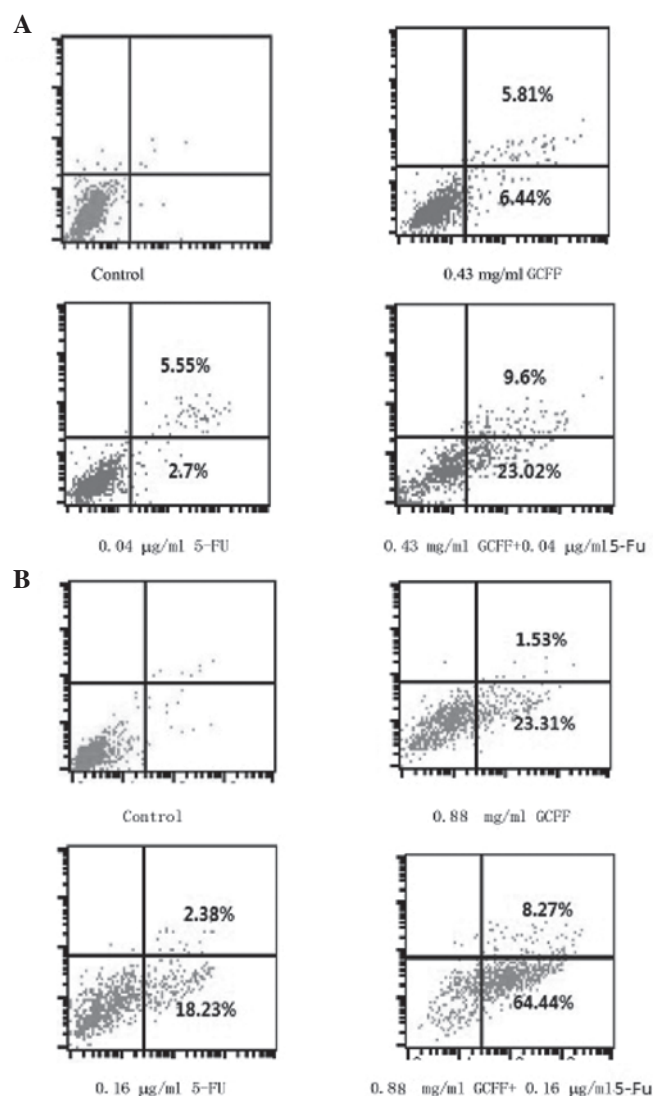 A
5.81%
6.44%
Control
0.43 mg/ml GCFF
5.55%
9.6%
2.7%
23.02%
0.04 µg/ml 5-FU
0.43 mg/ml GCFF+0.04 µg/ml5-Fu
B
1.53%
23.31%
Control
0.88 mg/ml GCFF
2.38%
8.27%
18.23%
64.44%
0.16 µg/ml 5-FU
0.88 mg/ml GCFF+ 0.16 µg/ml5-Fu